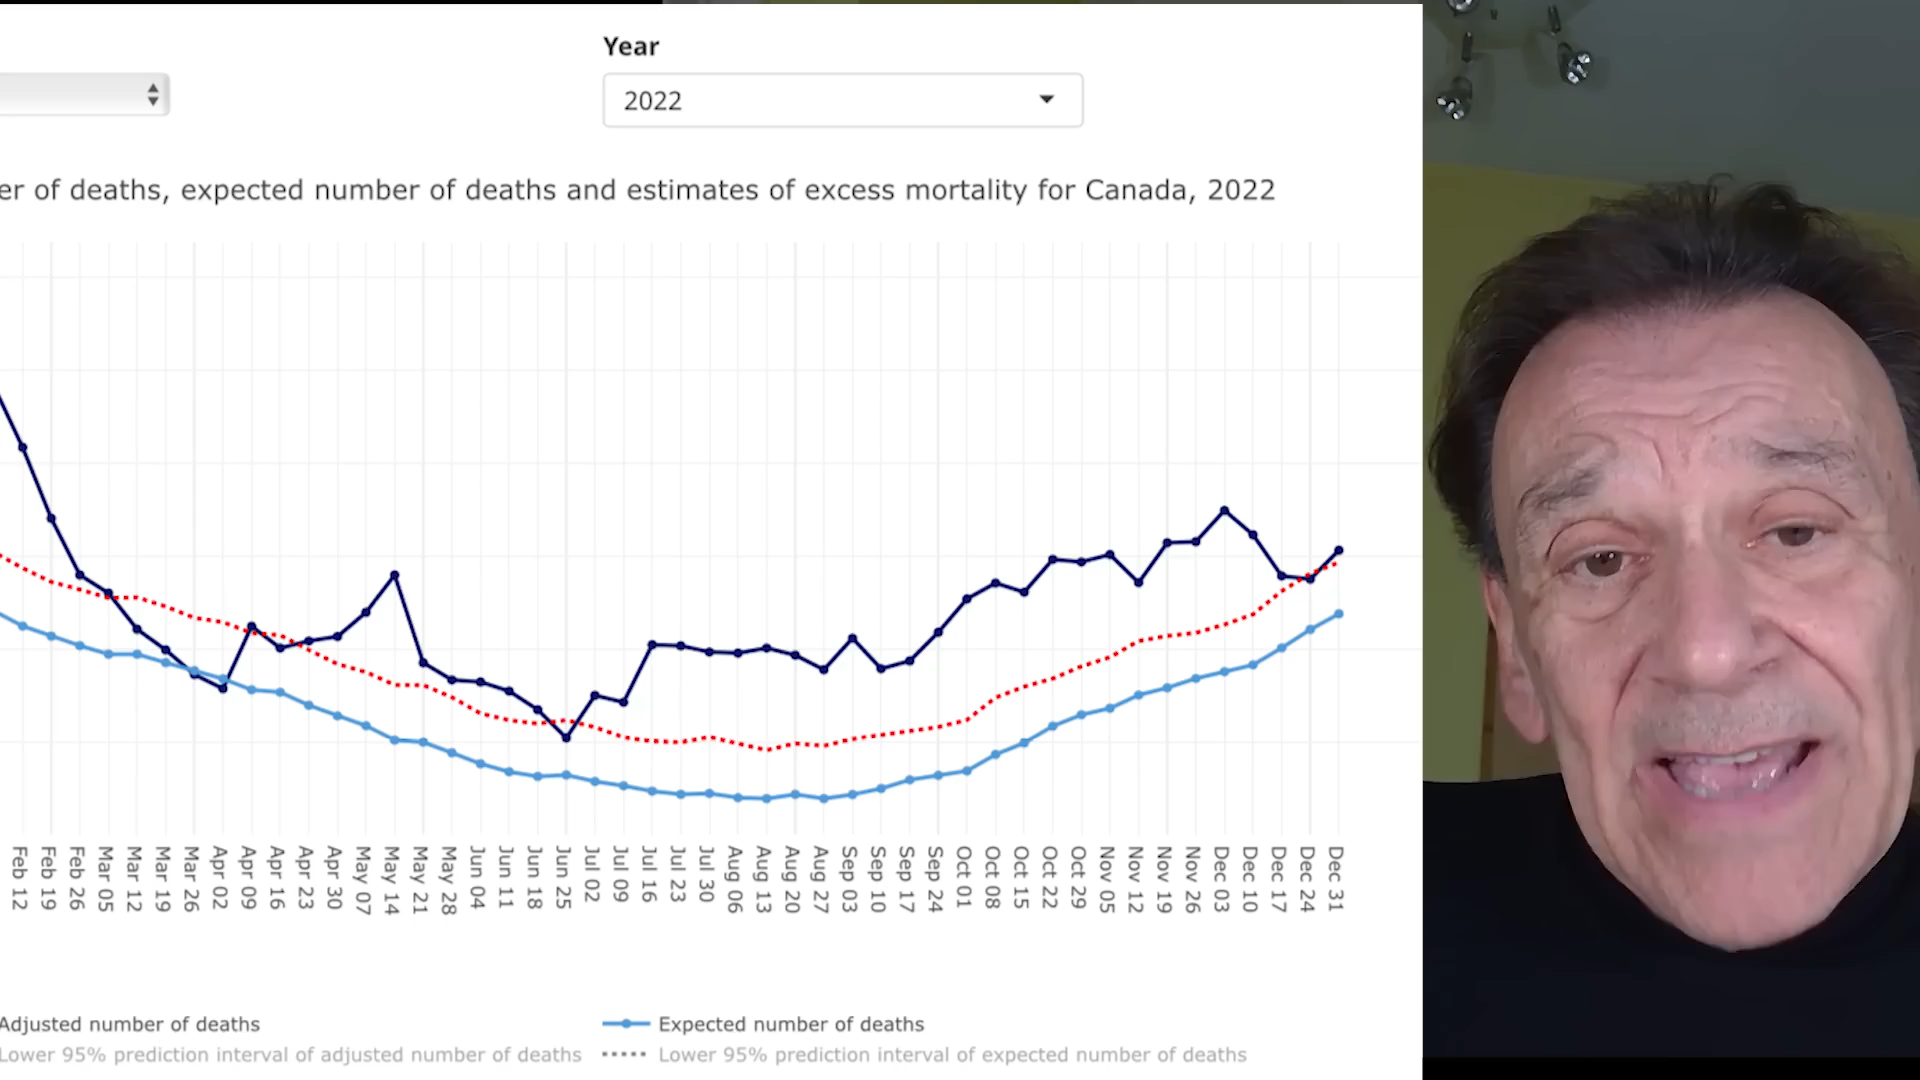 Year
2022
er of deaths, expected number of deaths and estimates of excess mortality for Canada, 2022
Feb 12
Feb 19
Feb 26
Mar 05
Mar 12
Mar 19
Mar 26
Apr 02
Apr 09
Apr 16
Apr 23
Apr 30
May 07
May 14
May 21
May 28
Jun 04
Jun 11
Jun 18
Jun 25
Jul 02
Jul 09
Jul 16
Jul 23
Jul 30
Aug 06
Aug 13
Aug 20
Aug 27
Sep 03
Sep 10
Sep 17
Sep 24
Oct 01
Oct 08
Oct 15
Oct 22
Oct 29
Nov 05
Nov 12
Nov 19
Nov 26
Dec 03
Dec 10
Dec 17
Dec 24
Dec 31
Adjusted number of deaths
Expected number of deaths
Lower 95% prediction interval of adjusted number of deaths
Lower 95% prediction interval of expected number of deaths